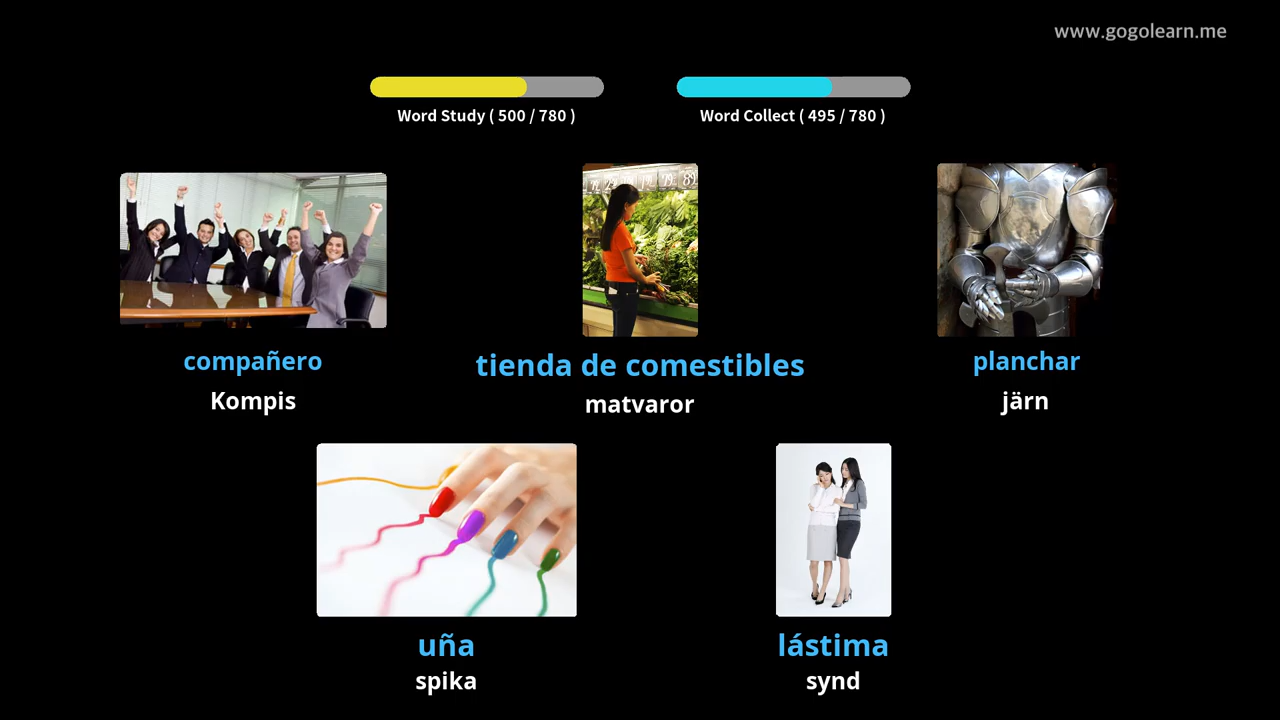 www.gogolearn.me
Word Study ( 500 / 780 )
Word Collect ( 495 / 780 )
compañero
Kompis
tienda de comestibles
matvaror
planchar
järn
uña
spika
lástima
synd